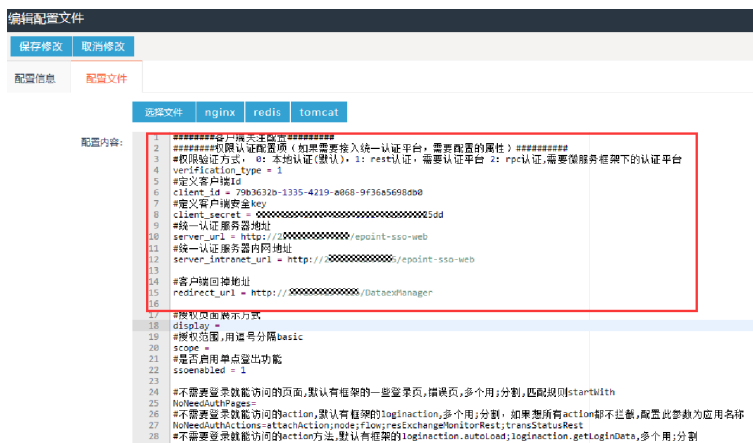 编辑配置文件
保存修改 取消修改
配置信息 配置文件
选择文件 nginx redis tomcat
配置内容:
1 ########客户端关注配置#########
2 ########权限认证配置项（如果需要接入统一认证平台，需要配置的属性）##########
3 #权限验证方式， 0: 本地认证(默认)，1: rest认证，需要认证平台 2: rpc认证,需要微服务框架下的认证平台
4 verification_type = 1
5 #定义客户端Id
6 client_id = 79b3632b-1335-4219-a068-9f36a5698db0
7 #定义客户端安全key
8 client_secret = 5dd
9 #统一认证服务器地址
10 server_url = http://2 /epoint-sso-web
11 #统一认证服务器内网地址
12 server_intranet_url = http://2 5/epoint-sso-web
13
14 #客户端回掉地址
15 redirect_url = http:// /DataexManager
16
17 #授权页面展示方式
18 display =
19 #授权范围,用逗号分隔basic
20 scope =
21 #是否启用单点登出功能
22 ssoenabled = 1
23
24 #不需要登录就能访问的页面,默认有框架的一些登录页,错误页,多个用;分割,匹配规则startWith
25 NoNeedAuthPages=
26 #不需要登录就能访问的action,默认有框架的loginaction,多个用;分割，如果想所有action都不拦截,配置此参数为应用名称
27 NoNeedAuthActions=attachAction;node;flow;resExchangeMonitorRest;transStatusRest
28 #不需要登录就能访问的action方法,默认有框架的loginaction.autoLoad;loginaction.getLoginData,多个用;分割